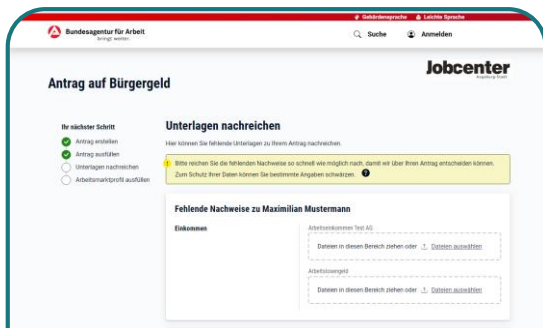 Gebärdensprache Leichte Sprache
Bundesagentur für Arbeit
bringt weiter.
Suche Anmelden
Jobcenter
Augsburg Stadt
Antrag auf Bürgergeld
Ihr nächster Schritt
Antrag erstellen
Antrag ausfüllen
Unterlagen nachreichen
Arbeitsmarktprofil ausfüllen
Unterlagen nachreichen
Hier können Sie fehlende Unterlagen zu Ihrem Antrag nachreichen.
! Bitte reichen Sie die fehlenden Nachweise so schnell wie möglich nach, damit wir über Ihren Antrag entscheiden können.
Zum Schutz Ihrer Daten können Sie bestimmte Angaben schwärzen. ?
Fehlende Nachweise zu Maximilian Mustermann
Einkommen
Arbeitseinkommen Test AG
Dateien in diesen Bereich ziehen oder Dateien auswählen
Arbeitslosengeld
Dateien in diesen Bereich ziehen oder Dateien auswählen